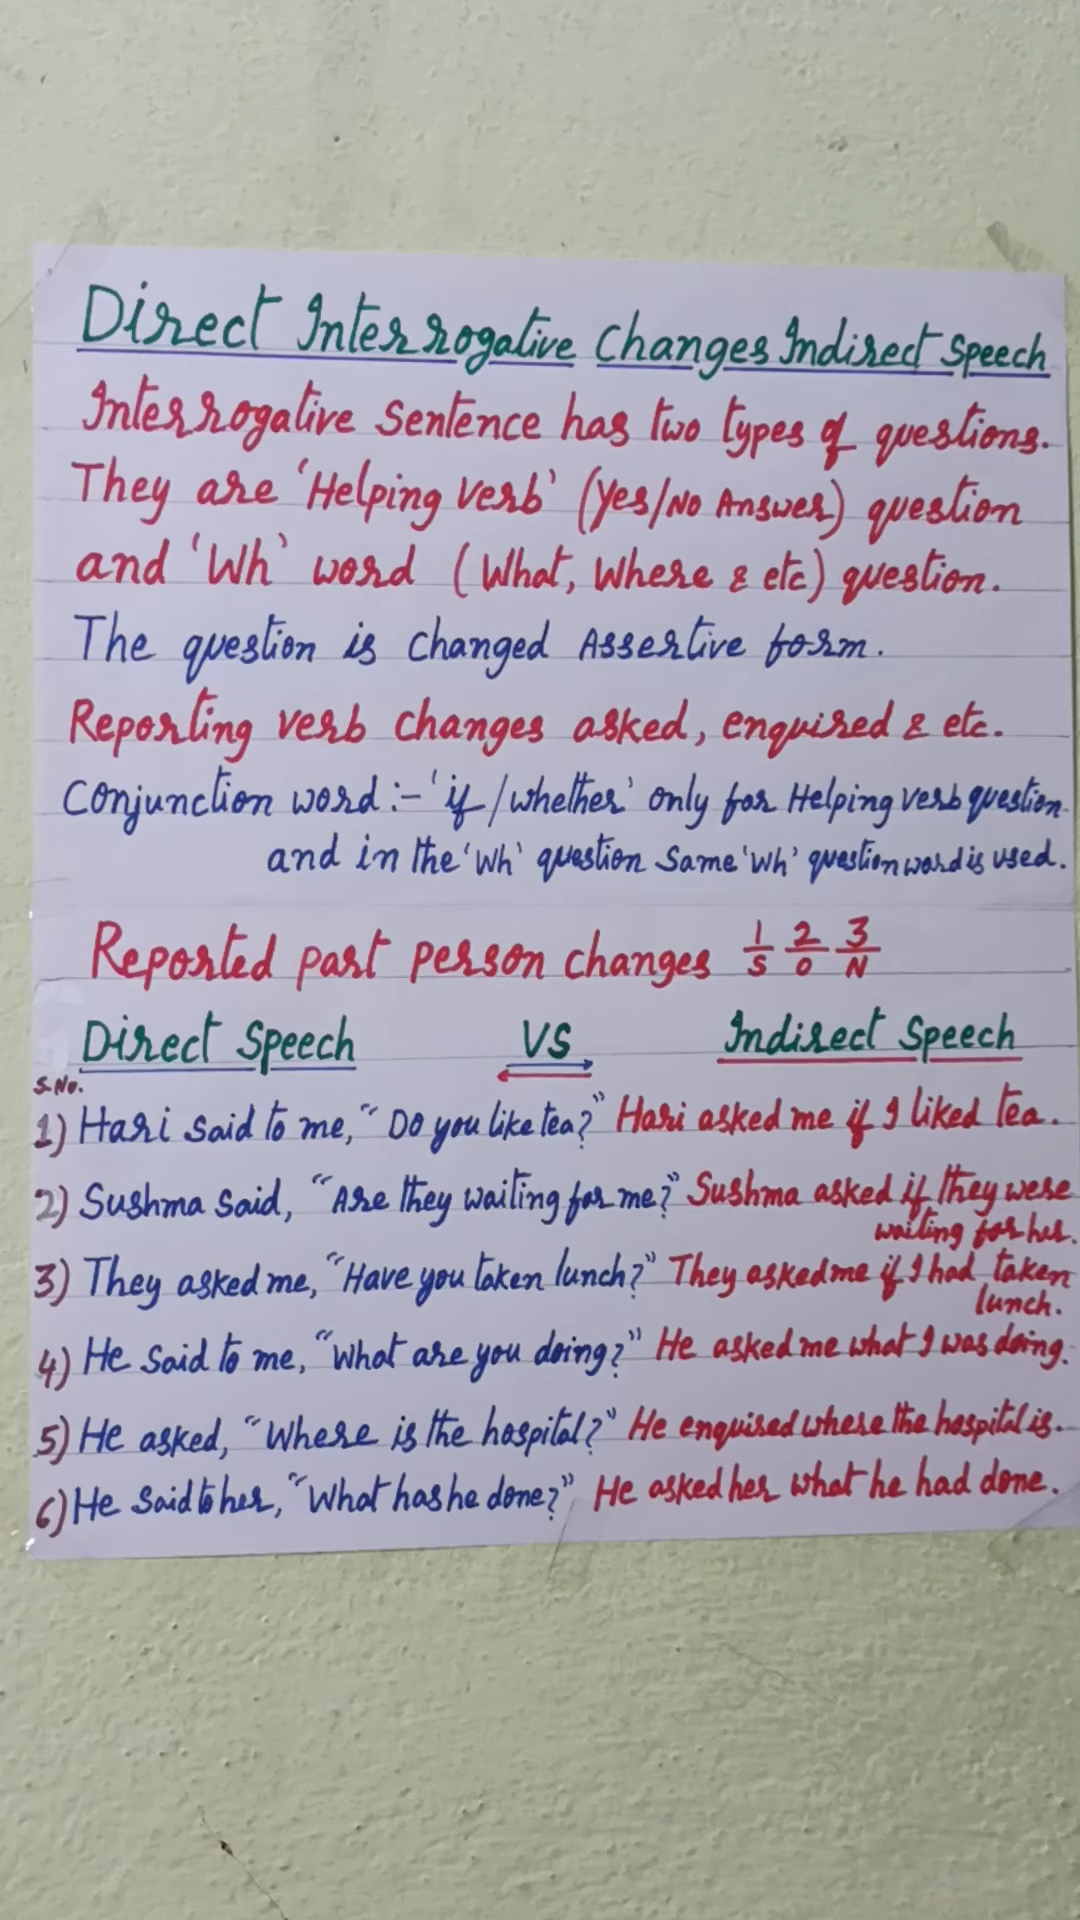 Direct Interrogative Changes Indirect Speech
Interrogative Sentence has two types of questions.
They are 'Helping verb' (Yes/No Answer) question
and 'Wh' word (What, Where & etc) question.
The question is changed Assertive form.
Reporting verb changes asked, enquired & etc.
Conjunction word :- 'if/whether' only for Helping verb question
and in the 'Wh' question same 'Wh' question word is used.
Reported part person changes 1/S 2/O 3/N
Direct Speech VS Indirect Speech
S.No.
1) Hari said to me, "Do you like tea?" Hari asked me if I liked tea.
2) Sushma said, "Are they waiting for me?" Sushma asked if they were
waiting for her.
3) They asked me, "Have you taken lunch?" They asked me if I had taken
lunch.
4) He said to me, "What are you doing?" He asked me what I was doing.
5) He asked, "Where is the hospital?" He enquired where the hospital is.
6) He said to her, "What has he done?" He asked her what he had done.